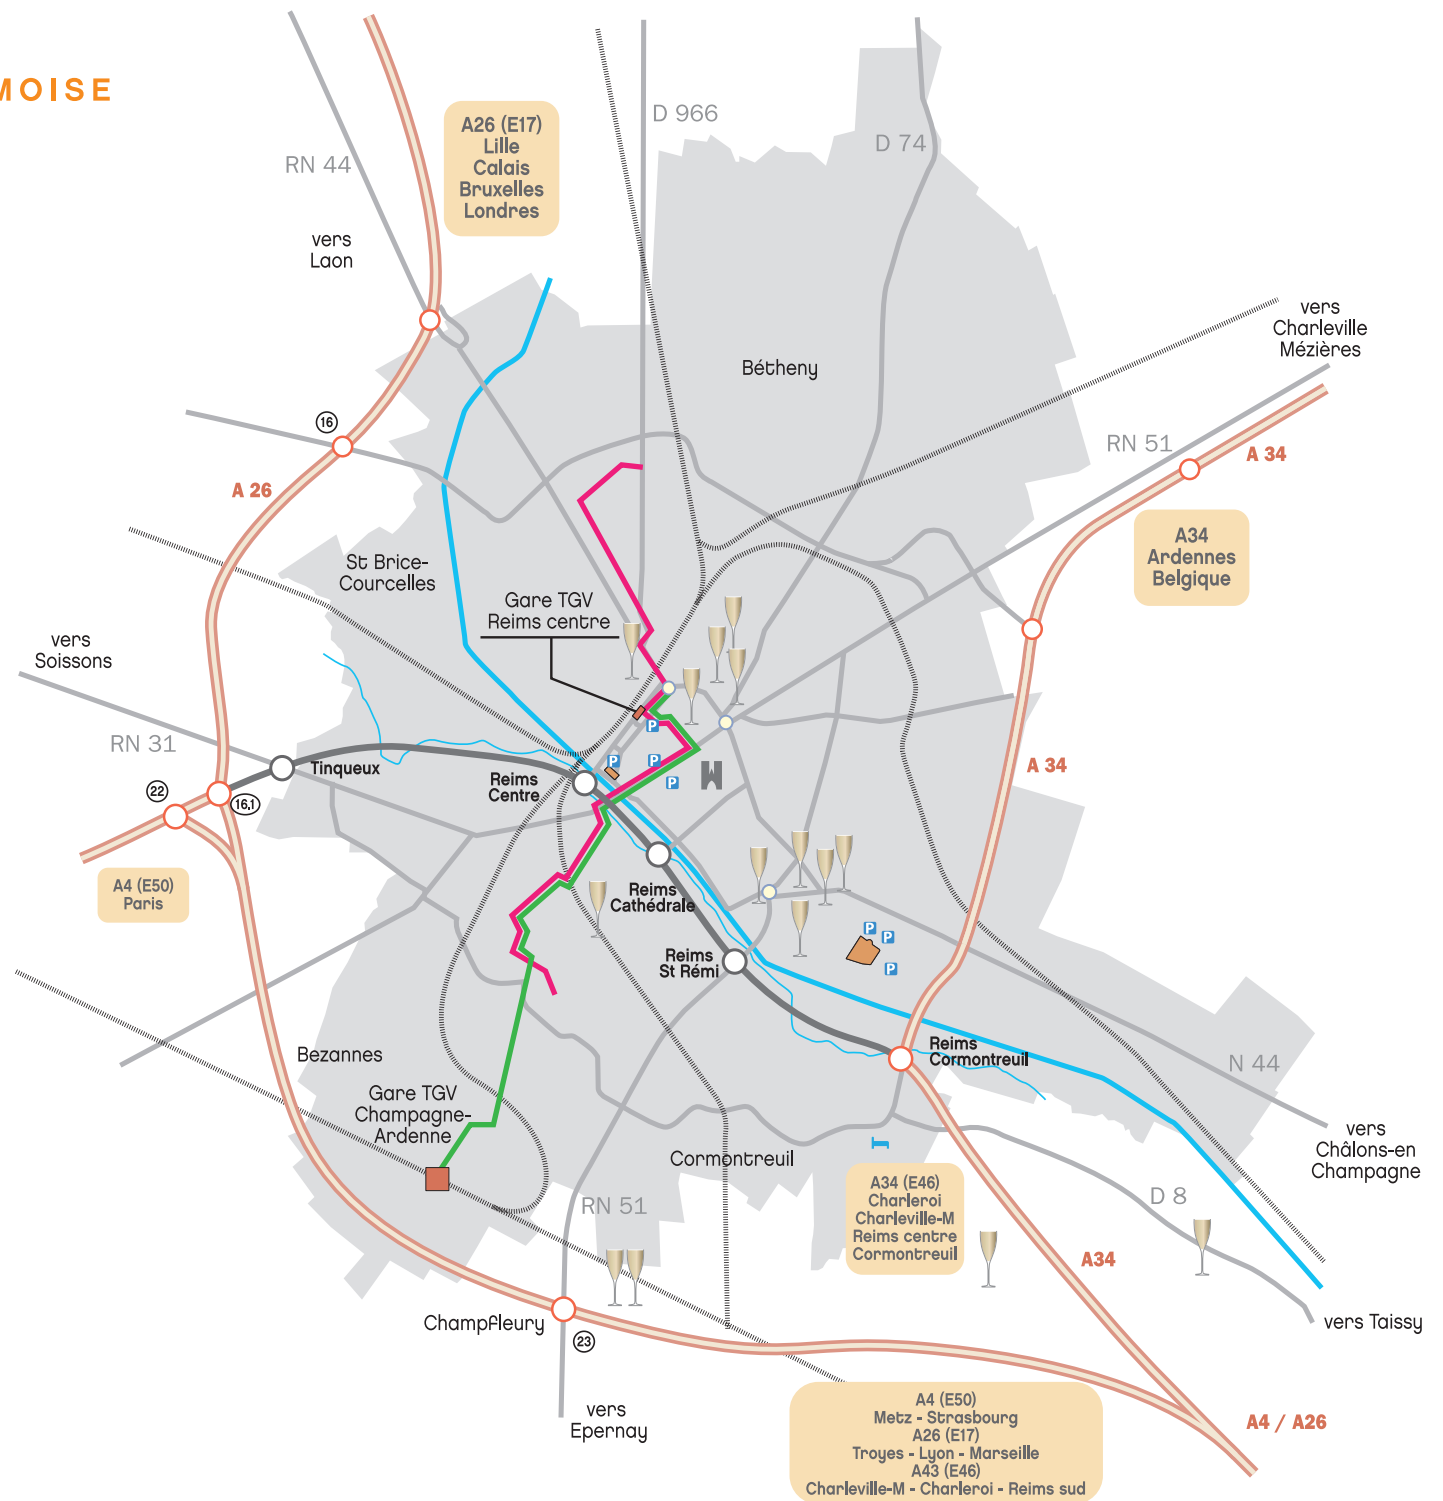 MOISE
D 966
A26 (E17)
Lille
Calais
Bruxelles
Londres
D 74
RN 44
vers
Laon
vers
Charleville
Mézières
Bétheny
16
RN 51
A 34
A 26
A34
Ardennes
Belgique
St Brice-
Courcelles
Gare TGV
Reims centre
vers
Soissons
RN 31
P
Tinqueux
P
P
P
A 34
Reims
Centre
22
16.1
A4 (E50)
Paris
Reims
Cathédrale
P
P
P
Reims
St Rémi
Reims
Cormontreuil
Bezannes
N 44
Gare TGV
Champagne-
Ardenne
vers
Châlons-en
Champagne
Cormontreuil
A34 (E46)
Charleroi
Charleville-M
Reims centre
Cormontreuil
D 8
RN 51
A34
Champfleury
23
vers Taissy
vers
Epernay
A4 (E50)
Metz - Strasbourg
A26 (E17)
Troyes - Lyon - Marseille
A43 (E46)
Charleville-M - Charleroi - Reims sud
A4 / A26